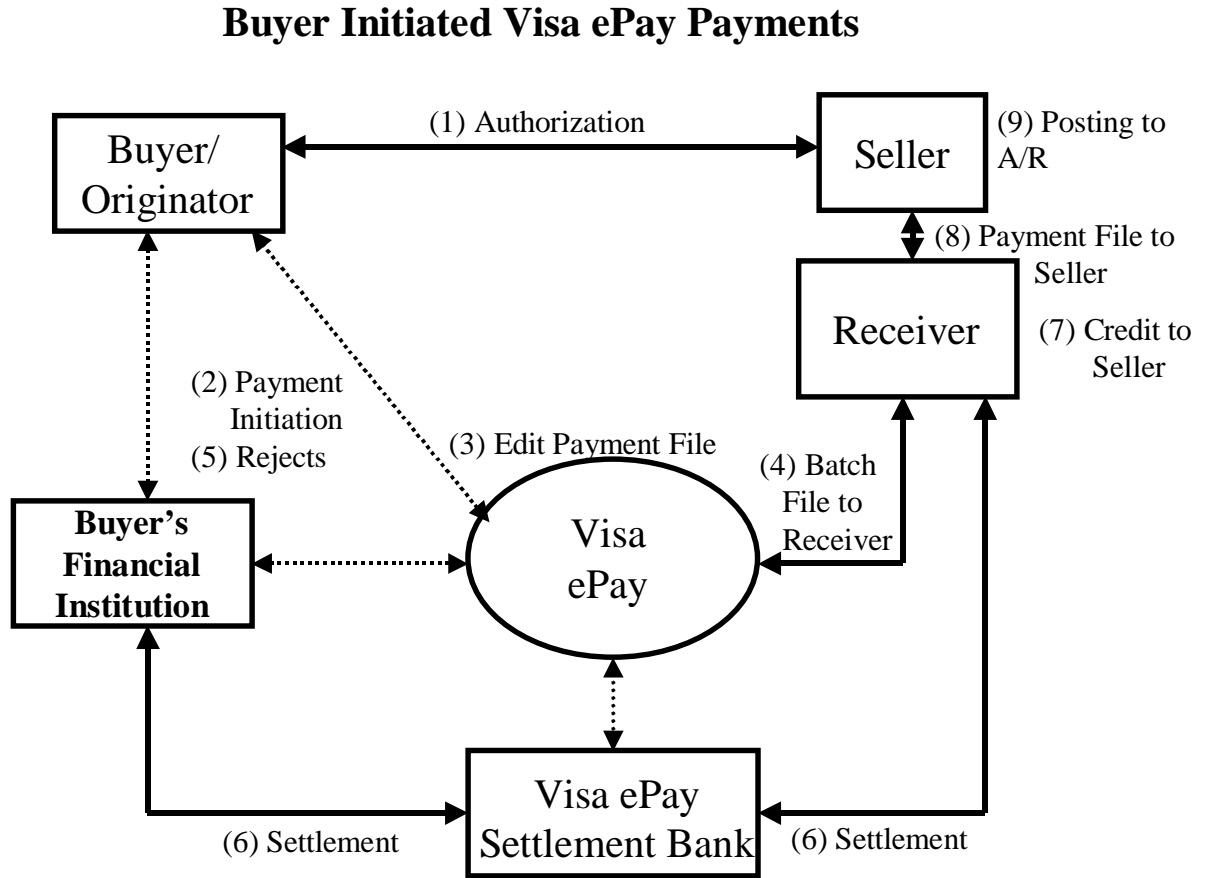 Buyer Initiated Visa ePay Payments
(1) Authorization
Buyer/
Originator
Seller
(9) Posting to
A/R
(8) Payment File to
Seller
Receiver
(7) Credit to
Seller
(2) Payment
Initiation
(5) Rejects
(3) Edit Payment File
(4) Batch
File to
Receiver
Buyer’s
Financial
Institution
Visa
ePay
Visa ePay
Settlement Bank
(6) Settlement
(6) Settlement